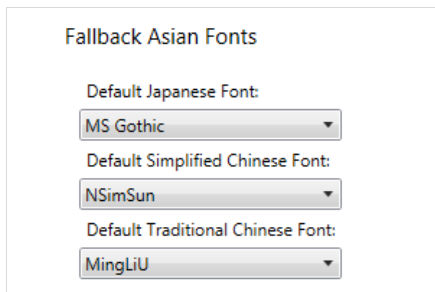 Fallback Asian Fonts
Default Japanese Font:
MS Gothic
Default Simplified Chinese Font:
NSimSun
Default Traditional Chinese Font:
MingLiU